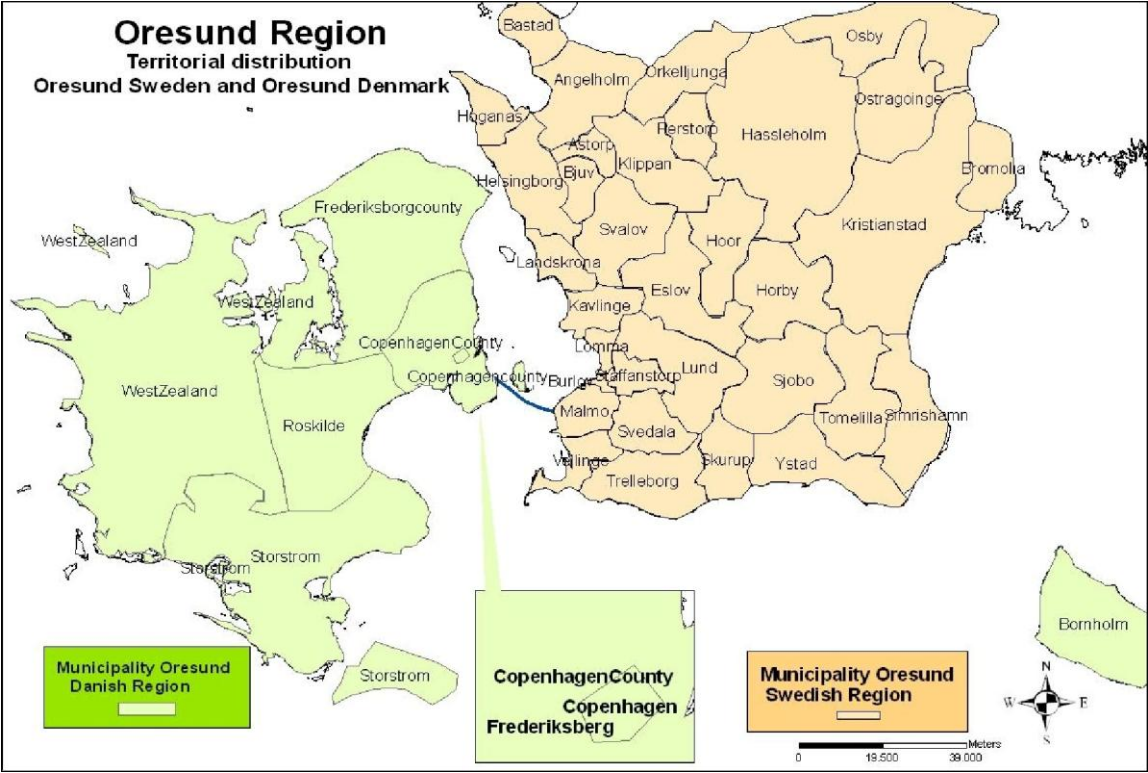 Oresund Region
Territorial distribution
Oresund Sweden and Oresund Denmark
Bastad
Osby
Angelholm
Orkelljunga
Ostragoinge
Hoganas
Perstorp
Hassleholm
Astorp
Klippan
Bjuv
Bromolla
Helsingborg
Frederiksborgcounty
Kristianstad
WestZealand
Svalov
Hoor
Landskrona
WestZealand
Eslov
Horby
Kavlinge
CopenhagenCounty
Lomma
Copenhagencounty
Staffanstorp
Lund
Sjobo
WestZealand
Malmo
Tomelilla
Simrishamn
Roskilde
Svedala
Vellinge
Skurup
Ystad
Trelleborg
Storstrom
Storstrom
Bornholm
Storstrom
Municipality Oresund
Danish Region
CopenhagenCounty
Copenhagen
Frederiksberg
Municipality Oresund
Swedish Region
N
W
E
S
Meters
0 19.500 39.000